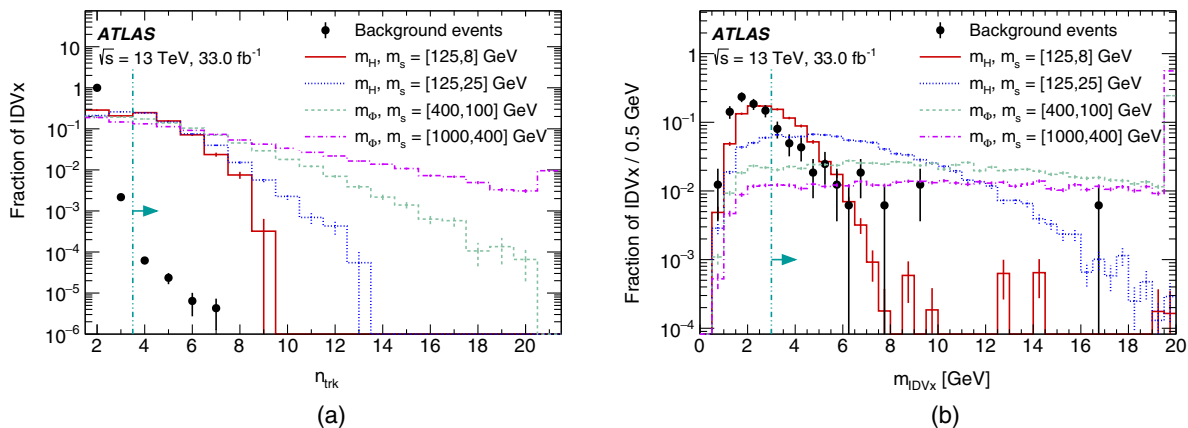 ATLAS
√s = 13 TeV, 33.0 fb⁻¹
Background events
m_H, m_s = [125,8] GeV
m_H, m_s = [125,25] GeV
m_Φ, m_s = [400,100] GeV
m_Φ, m_s = [1000,400] GeV
Fraction of IDVx
10
1
10⁻¹
10⁻²
10⁻³
10⁻⁴
10⁻⁵
10⁻⁶
2 4 6 8 10 12 14 16 18 20
n_trk
(a)
ATLAS
√s = 13 TeV, 33.0 fb⁻¹
Background events
m_H, m_s = [125,8] GeV
m_H, m_s = [125,25] GeV
m_Φ, m_s = [400,100] GeV
m_Φ, m_s = [1000,400] GeV
Fraction of IDVx / 0.5 GeV
1
10⁻¹
10⁻²
10⁻³
10⁻⁴
0 2 4 6 8 10 12 14 16 18 20
m_IDVx [GeV]
(b)